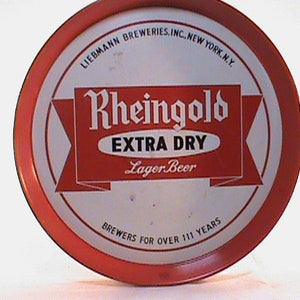 LIEBMANN BREWERIES, INC., NEW YORK, N.Y.
Rheingold
EXTRA DRY
Lager Beer
BREWERS FOR OVER 111 YEARS